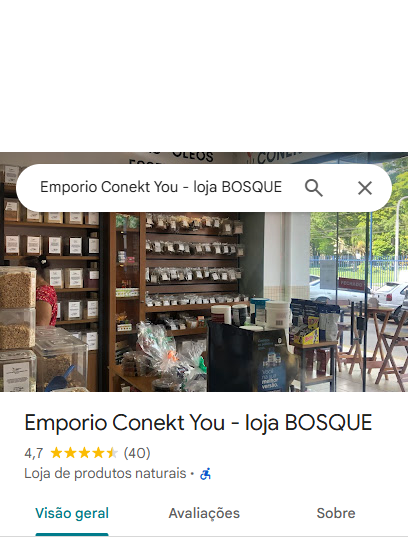 ÓLEOS
Emporio Conekt You - loja BOSQUE
Emporio Conekt You - loja BOSQUE
4,7 (40)
Loja de produtos naturais •
Visão geral Avaliações Sobre